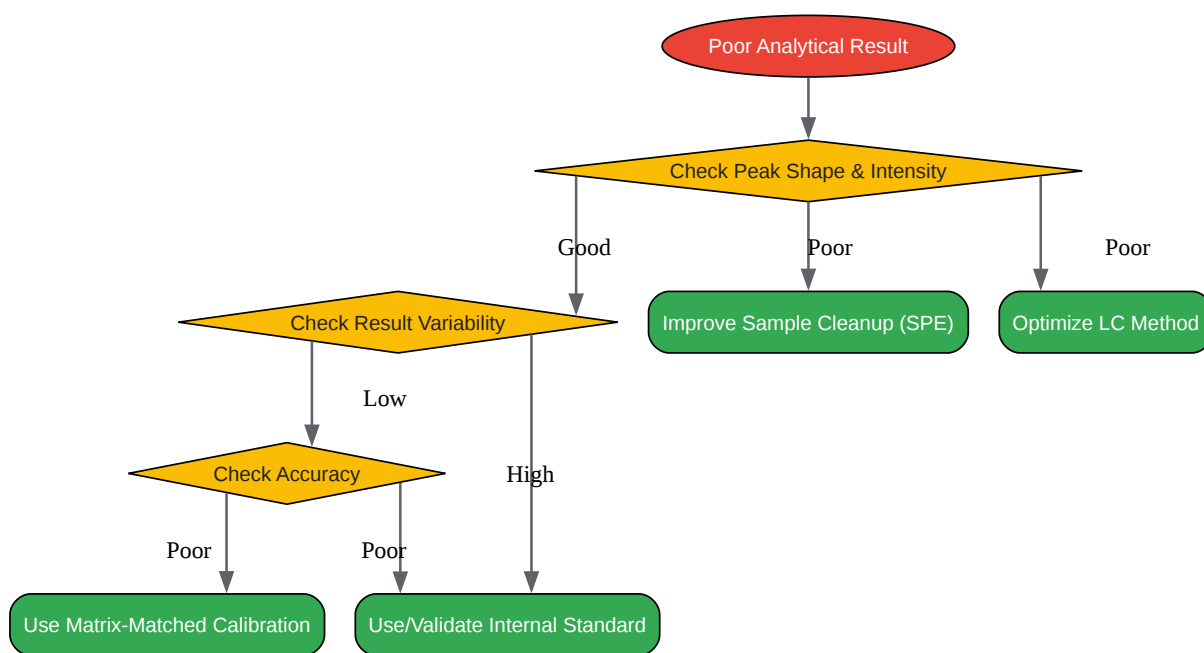 Poor Analytical Result
Check Peak Shape & Intensity
Good
Poor
Poor
Check Result Variability
Improve Sample Cleanup (SPE)
Optimize LC Method
Low
Check Accuracy
High
Poor
Poor
Use Matrix-Matched Calibration
Use/Validate Internal Standard